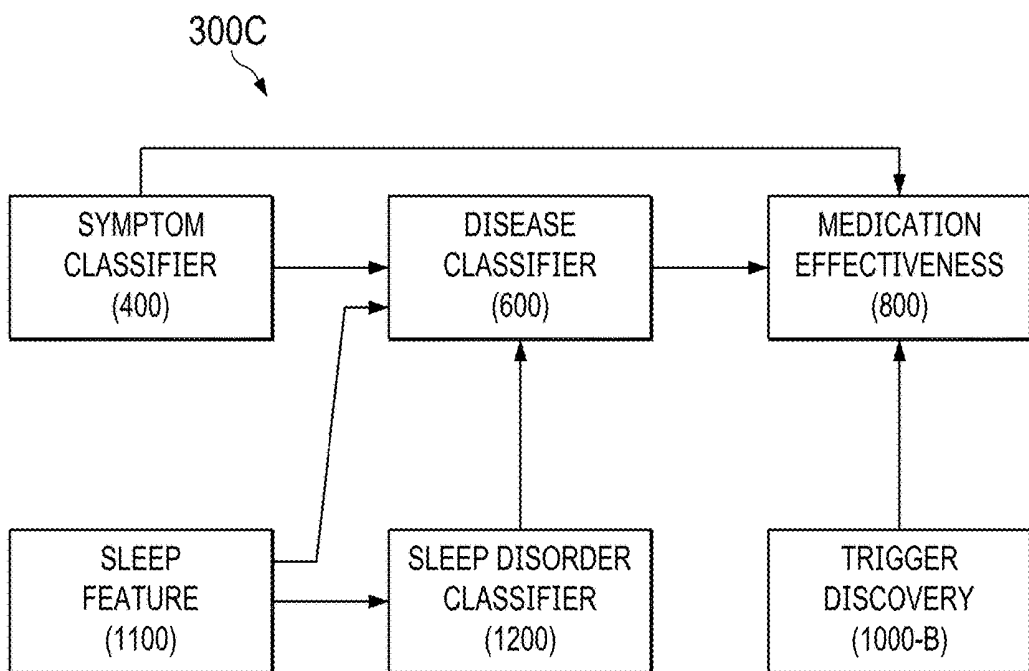 300C
SYMPTOM
CLASSIFIER
(400)
DISEASE
CLASSIFIER
(600)
MEDICATION
EFFECTIVENESS
(800)
SLEEP
FEATURE
(1100)
SLEEP DISORDER
CLASSIFIER
(1200)
TRIGGER
DISCOVERY
(1000-B)